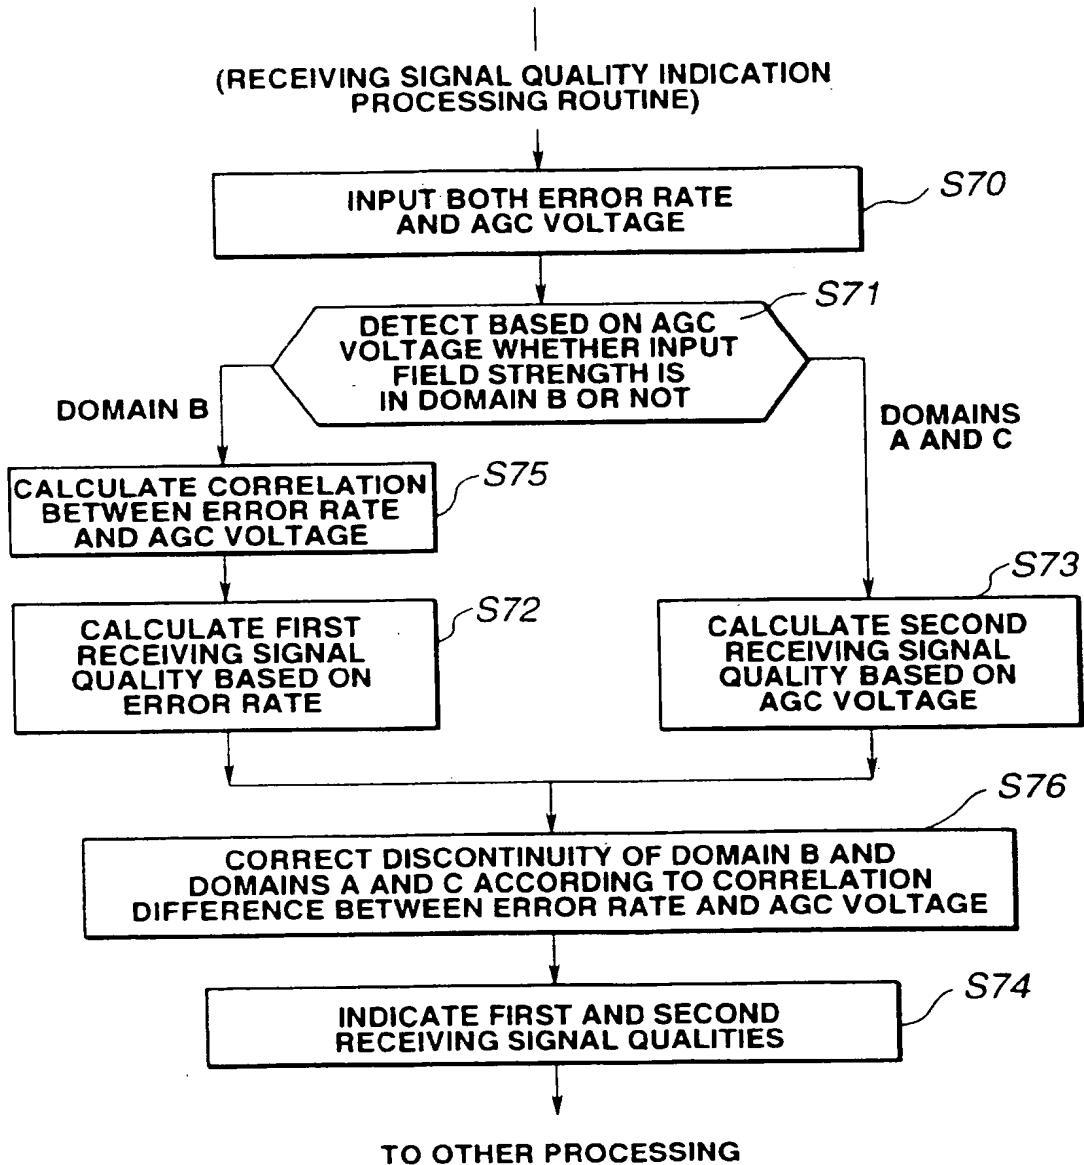 (RECEIVING SIGNAL QUALITY INDICATION
PROCESSING ROUTINE)
S70
INPUT BOTH ERROR RATE
AND AGC VOLTAGE
S71
DETECT BASED ON AGC
VOLTAGE WHETHER INPUT
FIELD STRENGTH IS
IN DOMAIN B OR NOT
DOMAIN B
DOMAINS
A AND C
S75
CALCULATE CORRELATION
BETWEEN ERROR RATE
AND AGC VOLTAGE
S72
CALCULATE FIRST
RECEIVING SIGNAL
QUALITY BASED ON
ERROR RATE
S73
CALCULATE SECOND
RECEIVING SIGNAL
QUALITY BASED ON
AGC VOLTAGE
S76
CORRECT DISCONTINUITY OF DOMAIN B AND
DOMAINS A AND C ACCORDING TO CORRELATION
DIFFERENCE BETWEEN ERROR RATE AND AGC VOLTAGE
S74
INDICATE FIRST AND SECOND
RECEIVING SIGNAL QUALITIES
TO OTHER PROCESSING